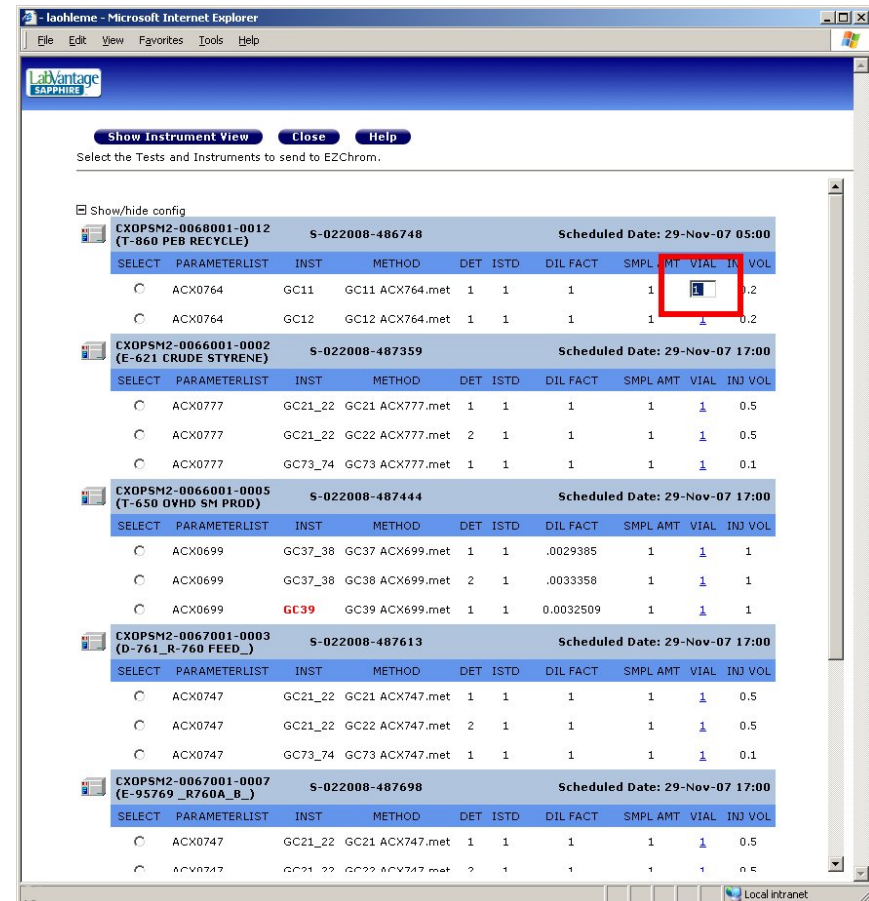 - laohleme - Microsoft Internet Explorer
File Edit View Favorites Tools Help
LabVantage
SAPPHIRE
Show Instrument View Close Help
Select the Tests and Instruments to send to EZChrom.
Show/hide config
CXOPSM2-0068001-0012 S-022008-486748 Scheduled Date: 29-Nov-07 05:00
(T-860 PEB RECYCLE)
SELECT PARAMETERLIST INST METHOD DET ISTD DIL FACT SMPL AMT VIAL INJ VOL
ACX0764 GC11 GC11 ACX764.met 1 1 1 1 1 0.2
ACX0764 GC12 GC12 ACX764.met 1 1 1 1 1 0.2
CXOPSM2-0066001-0002 S-022008-487359 Scheduled Date: 29-Nov-07 17:00
(E-621 CRUDE STYRENE)
SELECT PARAMETERLIST INST METHOD DET ISTD DIL FACT SMPL AMT VIAL INJ VOL
ACX0777 GC21_22 GC21 ACX777.met 1 1 1 1 1 0.5
ACX0777 GC21_22 GC22 ACX777.met 2 1 1 1 1 0.5
ACX0777 GC73_74 GC73 ACX777.met 1 1 1 1 1 0.1
CXOPSM2-0066001-0005 S-022008-487444 Scheduled Date: 29-Nov-07 17:00
(T-650 OVHD SM PROD)
SELECT PARAMETERLIST INST METHOD DET ISTD DIL FACT SMPL AMT VIAL INJ VOL
ACX0699 GC37_38 GC37 ACX699.met 1 1 .0029385 1 1 1
ACX0699 GC37_38 GC38 ACX699.met 2 1 .0033358 1 1 1
ACX0699 GC39 GC39 ACX699.met 1 1 0.0032509 1 1 1
CXOPSM2-0067001-0003 S-022008-487613 Scheduled Date: 29-Nov-07 17:00
(D-761_R-760 FEED_)
SELECT PARAMETERLIST INST METHOD DET ISTD DIL FACT SMPL AMT VIAL INJ VOL
ACX0747 GC21_22 GC21 ACX747.met 1 1 1 1 1 0.5
ACX0747 GC21_22 GC22 ACX747.met 2 1 1 1 1 0.5
ACX0747 GC73_74 GC73 ACX747.met 1 1 1 1 1 0.1
CXOPSM2-0067001-0007 S-022008-487698 Scheduled Date: 29-Nov-07 17:00
(E-95769 _R760A_B_)
SELECT PARAMETERLIST INST METHOD DET ISTD DIL FACT SMPL AMT VIAL INJ VOL
ACX0747 GC21_22 GC21 ACX747.met 1 1 1 1 1 0.5
ACX0747 GC21_22 GC22 ACX747.met 2 1 1 1 1 0.5
Local intranet